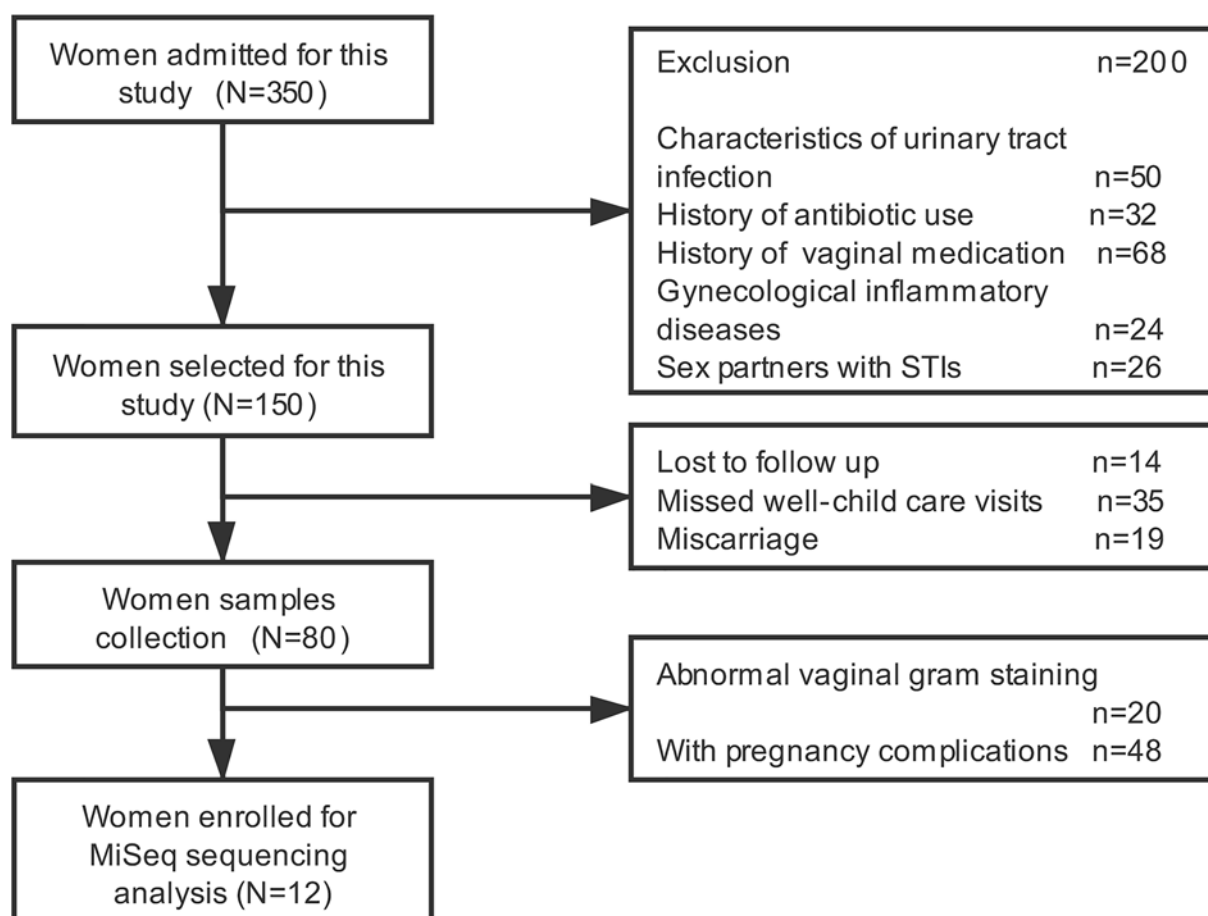 Women admitted for this
study (N=350)
Exclusion n=200
Characteristics of urinary tract
infection n=50
History of antibiotic use n=32
History of vaginal medication n=68
Gynecological inflammatory
diseases n=24
Sex partners with STIs n=26
Women selected for this
study (N=150)
Lost to follow up n=14
Missed well-child care visits n=35
Miscarriage n=19
Women samples
collection (N=80)
Abnormal vaginal gram staining
n=20
With pregnancy complications n=48
Women enrolled for
MiSeq sequencing
analysis (N=12)